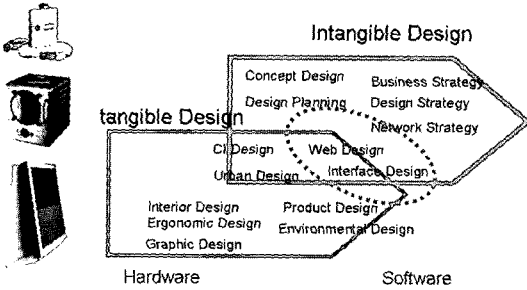 Intangible Design
Concept Design
Business Strategy
Design Planning
Design Strategy
Network Strategy
tangible Design
CI Design
Web Design
Urban Design
Interface Design
Interior Design
Product Design
Ergonomic Design
Environmental Design
Graphic Design
Hardware
Software